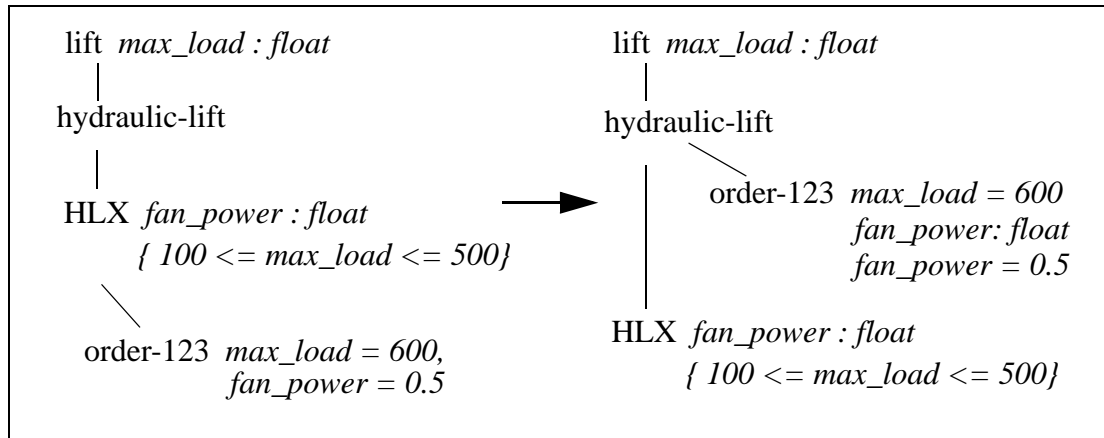 lift max_load : float
hydraulic-lift
HLX fan_power : float
{ 100 <= max_load <= 500}
order-123 max_load = 600,
fan_power = 0.5
lift max_load : float
hydraulic-lift
order-123 max_load = 600
fan_power: float
fan_power = 0.5
HLX fan_power : float
{ 100 <= max_load <= 500}